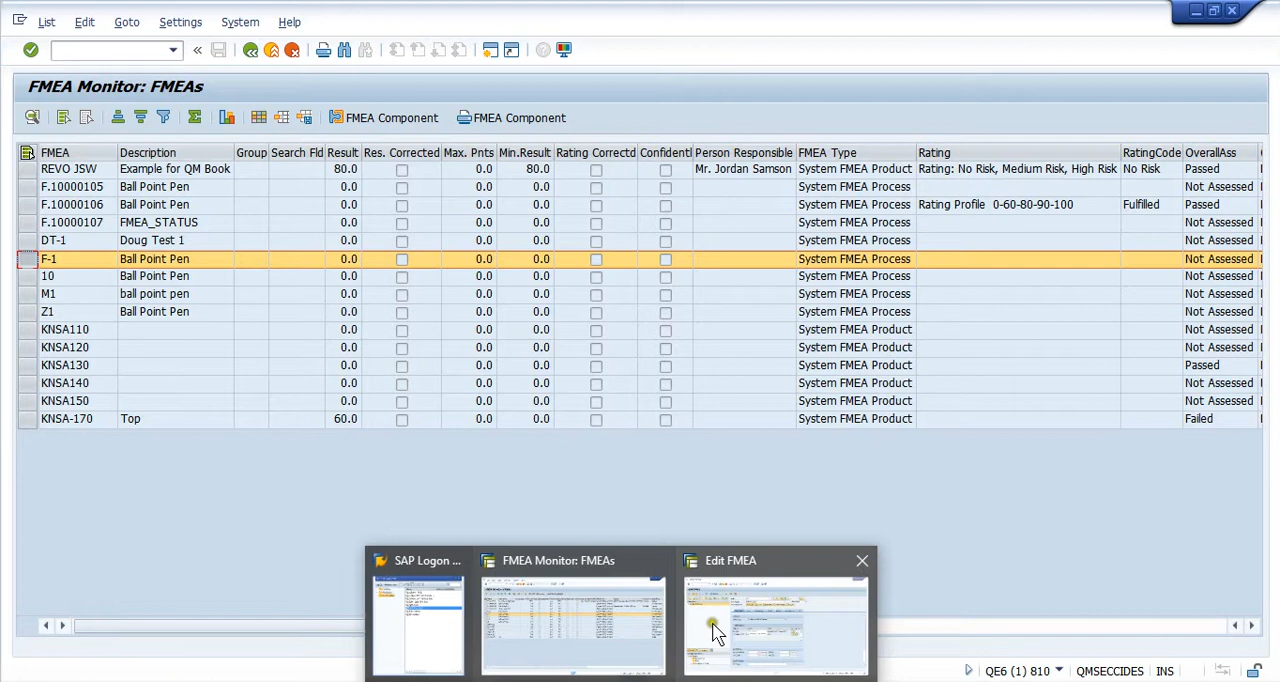 List Edit Goto Settings System Help
FMEA Monitor: FMEAs
FMEA Component FMEA Component
FMEA Description Group Search Fld Result Res. Corrected Max. Pnts Min.Result Rating Correctd Confidentl Person Responsible FMEA Type Rating RatingCode OverallAss
REVO JSW Example for QM Book 80.0 0.0 80.0 Mr. Jordan Samson System FMEA Product Rating: No Risk, Medium Risk, High Risk No Risk Passed
F.10000105 Ball Point Pen 0.0 0.0 0.0 System FMEA Process Not Assessed
F.10000106 Ball Point Pen 0.0 0.0 0.0 System FMEA Process Rating Profile 0-60-80-90-100 Fulfilled Passed
F.10000107 FMEA_STATUS 0.0 0.0 0.0 System FMEA Process Not Assessed
DT-1 Doug Test 1 0.0 0.0 0.0 System FMEA Process Not Assessed
F-1 Ball Point Pen 0.0 0.0 0.0 System FMEA Process Not Assessed
10 Ball Point Pen 0.0 0.0 0.0 System FMEA Process Not Assessed
M1 ball point pen 0.0 0.0 0.0 System FMEA Process Not Assessed
Z1 Ball Point Pen 0.0 0.0 0.0 System FMEA Process Not Assessed
KNSA110 0.0 0.0 0.0 System FMEA Product Not Assessed
KNSA120 0.0 0.0 0.0 System FMEA Product Not Assessed
KNSA130 0.0 0.0 0.0 System FMEA Product Passed
KNSA140 0.0 0.0 0.0 System FMEA Product Not Assessed
KNSA150 0.0 0.0 0.0 System FMEA Product Not Assessed
KNSA-170 Top 60.0 0.0 0.0 System FMEA Product Failed
SAP Logon ... FMEA Monitor: FMEAs Edit FMEA
QE6 (1) 810 QMSECCIDES INS